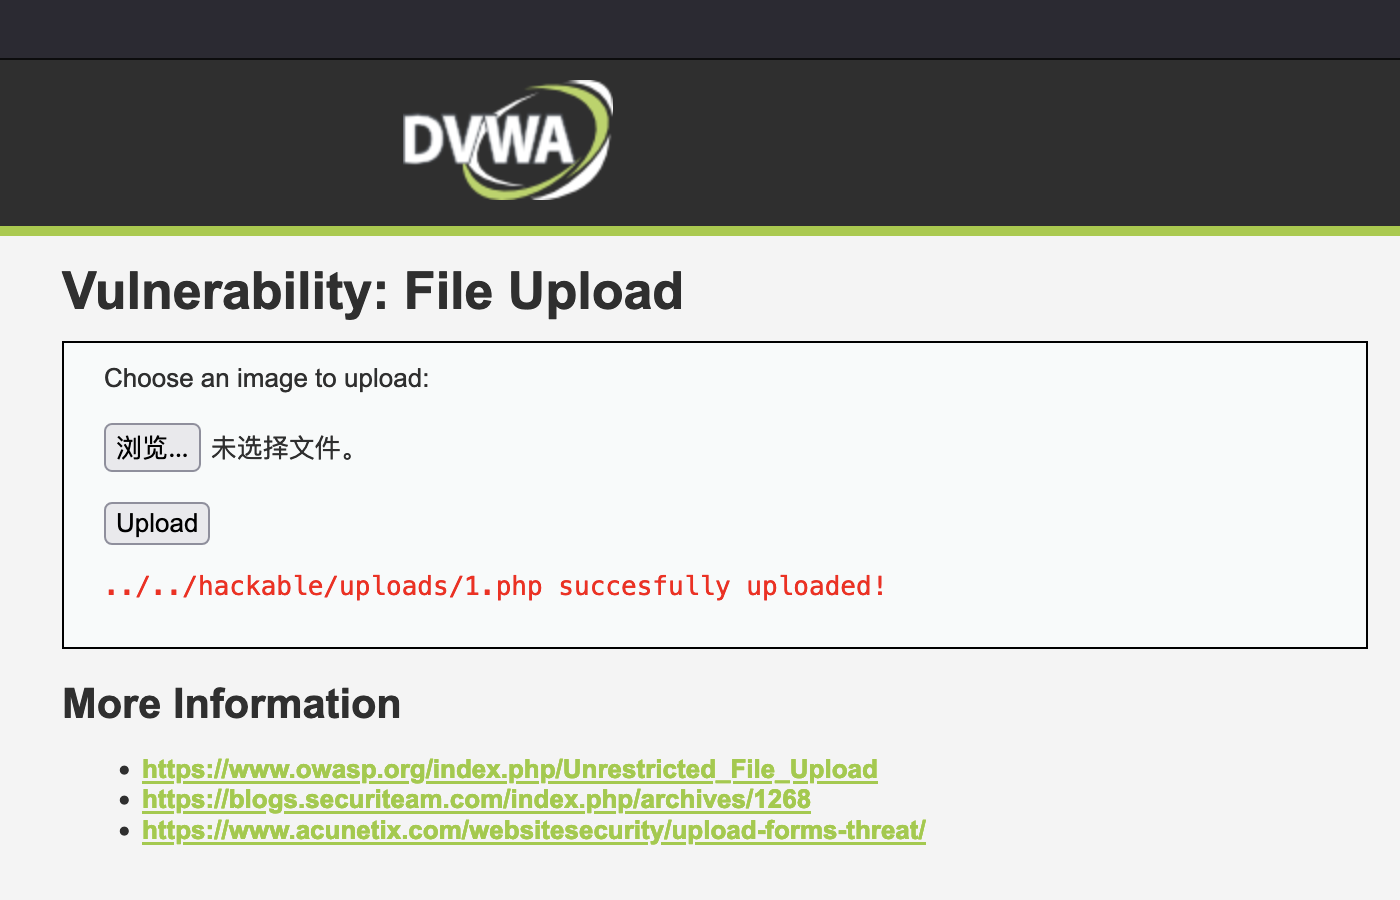 DVWA
Vulnerability: File Upload
Choose an image to upload:
浏览... 未选择文件。
Upload
../../hackable/uploads/1.php succesfully uploaded!
More Information
https://www.owasp.org/index.php/Unrestricted_File_Upload
https://blogs.securiteam.com/index.php/archives/1268
https://www.acunetix.com/websitesecurity/upload-forms-threat/